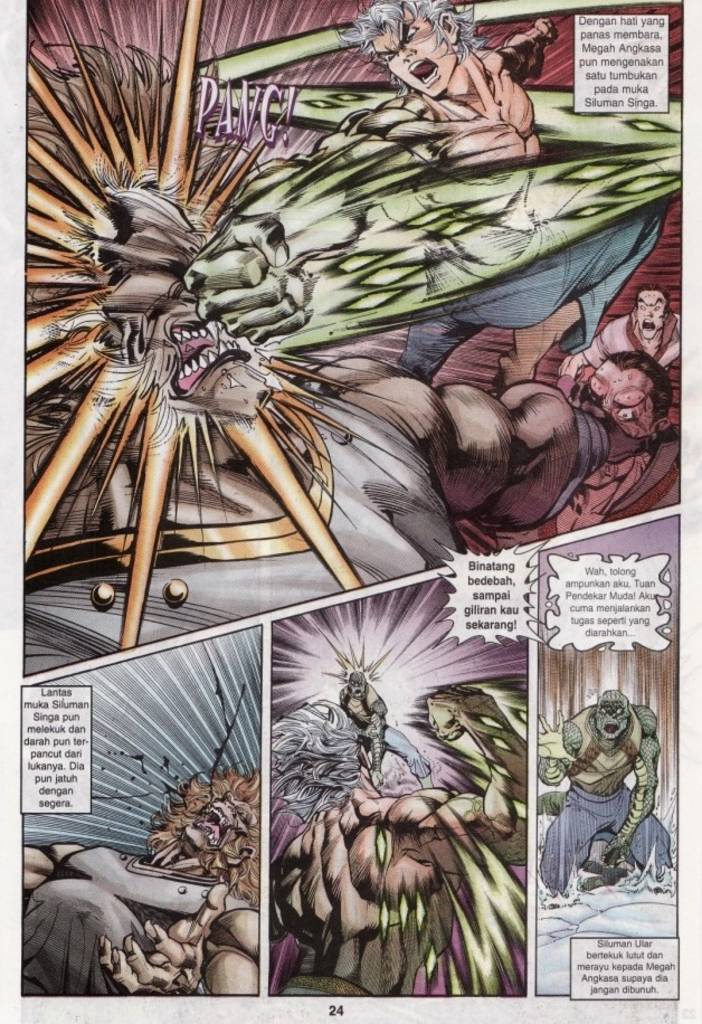 Dengan hati yang
panas membara,
Megah Angkasa
pun mengenakan
satu tumbukan
pada muka
Siluman Singa.
PANG!
Binatang
bedebah,
sampai
giliran kau
sekarang!
Wah, tolong
ampunkan aku, Tuan
Pendekar Muda! Aku
cuma menjalankan
tugas seperti yang
diarahkan...
Lantas
muka Siluman
Singa pun
melekuk dan
darah pun ter-
pancut dari
lukanya. Dia
pun jatuh
dengan
segera.
Siluman Ular
bertekuk lutut dan
merayu kepada Megah
Angkasa supaya dia
jangan dibunuh.
24